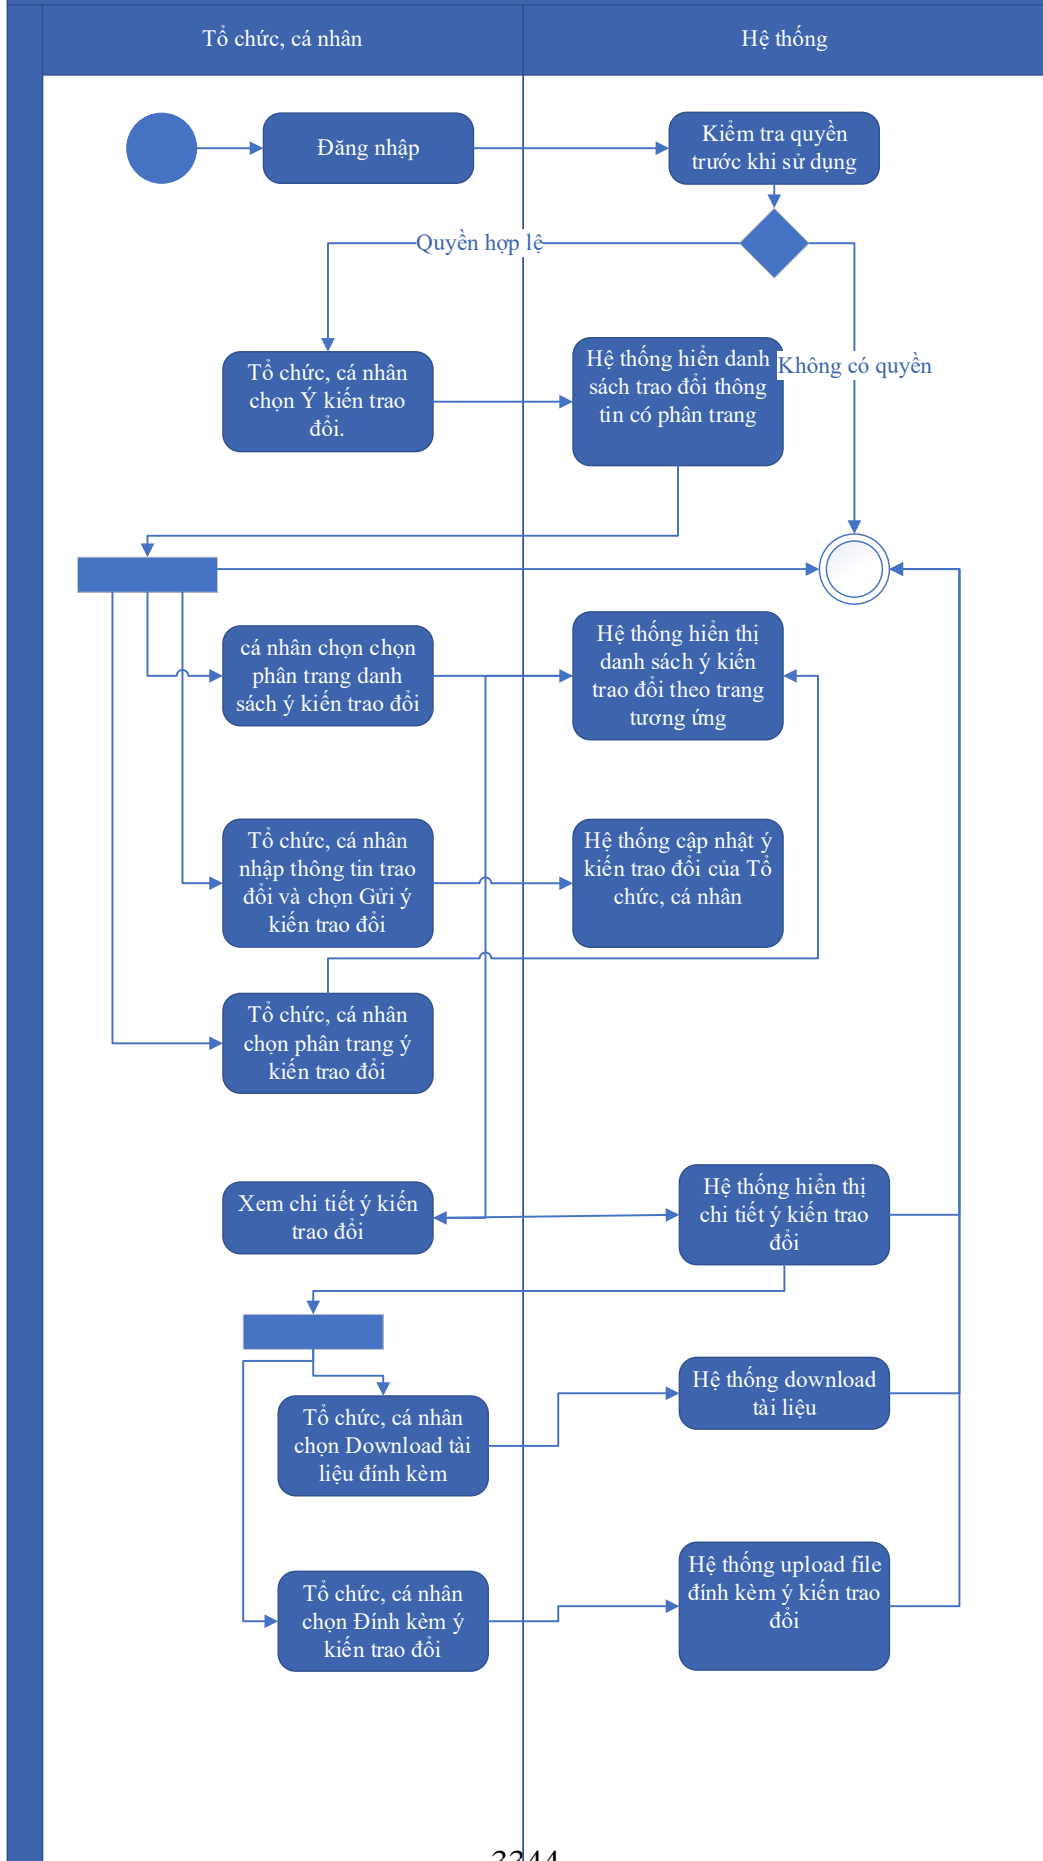 Tổ chức, cá nhân
Hệ thống
Đăng nhập
Kiểm tra quyền
trước khi sử dụng
Quyền hợp lệ
Tổ chức, cá nhân
chọn Ý kiến trao
đổi.
Hệ thống hiển danh
sách trao đổi thông
tin có phân trang
Không có quyền
cá nhân chọn chọn
phân trang danh
sách ý kiến trao đổi
Hệ thống hiển thị
danh sách ý kiến
trao đổi theo trang
tương ứng
Tổ chức, cá nhân
nhập thông tin trao
đổi và chọn Gửi ý
kiến trao đổi
Hệ thống cập nhật ý
kiến trao đổi của Tổ
chức, cá nhân
Tổ chức, cá nhân
chọn phân trang ý
kiến trao đổi
Xem chi tiết ý kiến
trao đổi
Hệ thống hiển thị
chi tiết ý kiến trao
đổi
Tổ chức, cá nhân
chọn Download tài
liệu đính kèm
Hệ thống download
tài liệu
Tổ chức, cá nhân
chọn Đính kèm ý
kiến trao đổi
Hệ thống upload file
đính kèm ý kiến trao
đổi
3344